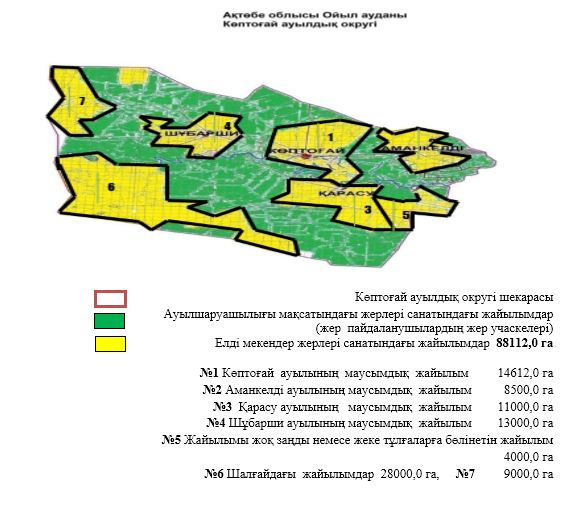 Ақтөбе облысы Ойыл ауданы
Көптоғай ауылдық округі
7
4
ШҰБАРШИ
1
КӨПТОҒАЙ
2
АМАНКЕЛДІ
6
ҚАРАСУ
3
5
Көптоғай ауылдық округі шекарасы
Ауылшаруашылығы мақсатындағы жерлері санатындағы жайылымдар
(жер пайдаланушылардың жер учаскелері)
Елді мекендер жерлері санатындағы жайылымдар 88112,0 га
№1 Көптоғай ауылының маусымдық жайылым 14612,0 га
№2 Аманкелді ауылының маусымдық жайылым 8500,0 га
№3 Қарасу ауылының маусымдық жайылым 11000,0 га
№4 Шұбарши ауылының маусымдық жайылым 13000,0 га
№5 Жайылымы жоқ заңды немесе жеке тұлғаларға бөлінетін жайылым
4000,0 га
№6 Шалғайдағы жайылымдар 28000,0 га, №7 9000,0 га